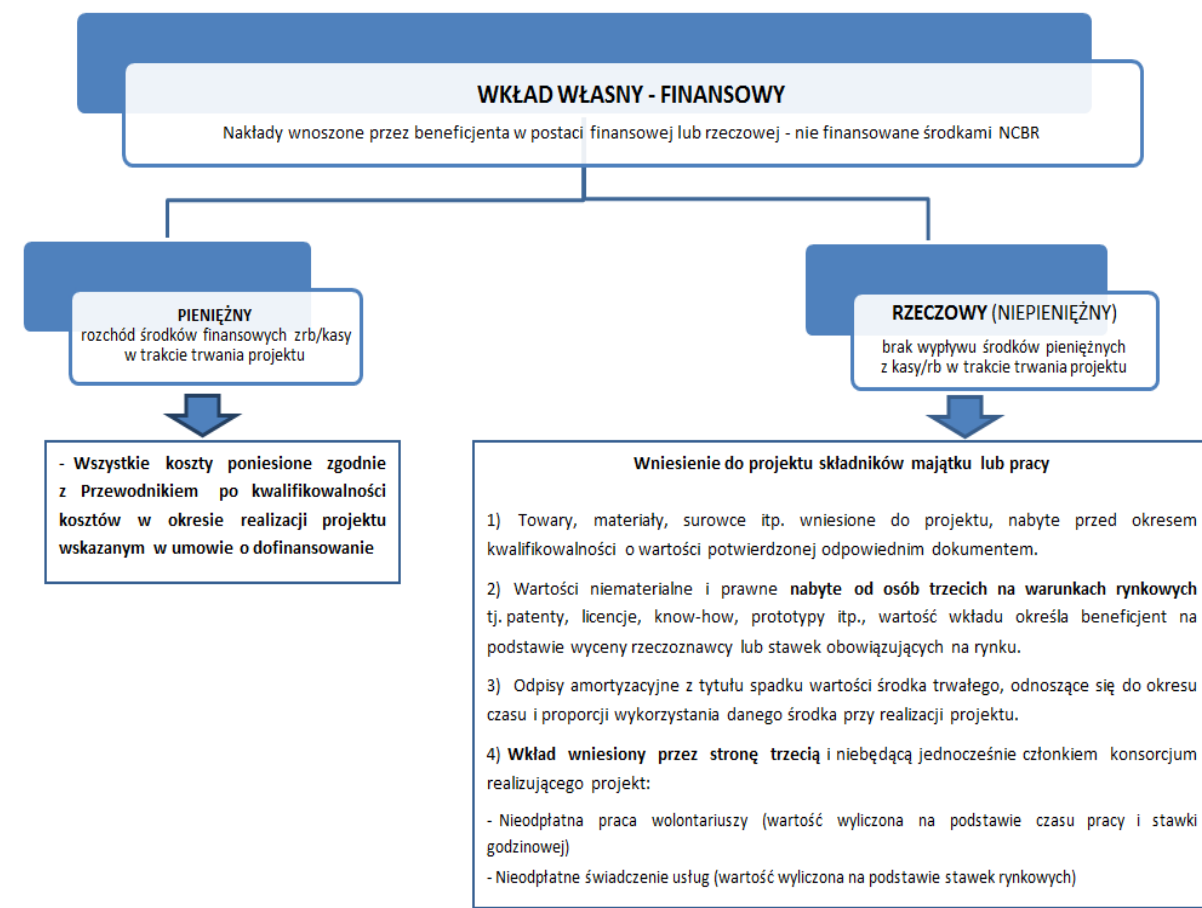 WKŁAD WŁASNY - FINANSOWY
Nakłady wnoszone przez beneficjenta w postaci finansowej lub rzeczowej - nie finansowane środkami NCBR
PIENIĘŻNY
rozchód środków finansowych zrb/kasy
w trakcie trwania projektu
- Wszystkie koszty poniesione zgodnie
z Przewodnikiem po kwalifikowalności
kosztów w okresie realizacji projektu
wskazanym w umowie o dofinansowanie
RZECZOWY (NIEPIENIĘŻNY)
brak wypływu środków pieniężnych
z kasy/rb w trakcie trwania projektu
Wniesienie do projektu składników majątku lub pracy
1) Towary, materiały, surowce itp. wniesione do projektu, nabyte przed okresem
kwalifikowalności o wartości potwierdzonej odpowiednim dokumentem.
2) Wartości niematerialne i prawne nabyte od osób trzecich na warunkach rynkowych
tj. patenty, licencje, know-how, prototypy itp., wartość wkładu określa beneficjent na
podstawie wyceny rzeczoznawcy lub stawek obowiązujących na rynku.
3) Odpisy amortyzacyjne z tytułu spadku wartości środka trwałego, odnoszące się do okresu
czasu i proporcji wykorzystania danego środka przy realizacji projektu.
4) Wkład wniesiony przez stronę trzecią i niebędącą jednocześnie członkiem konsorcjum
realizującego projekt:
- Nieodpłatna praca wolontariuszy (wartość wyliczona na podstawie czasu pracy i stawki
godzinowej)
- Nieodpłatne świadczenie usług (wartość wyliczona na podstawie stawek rynkowych)